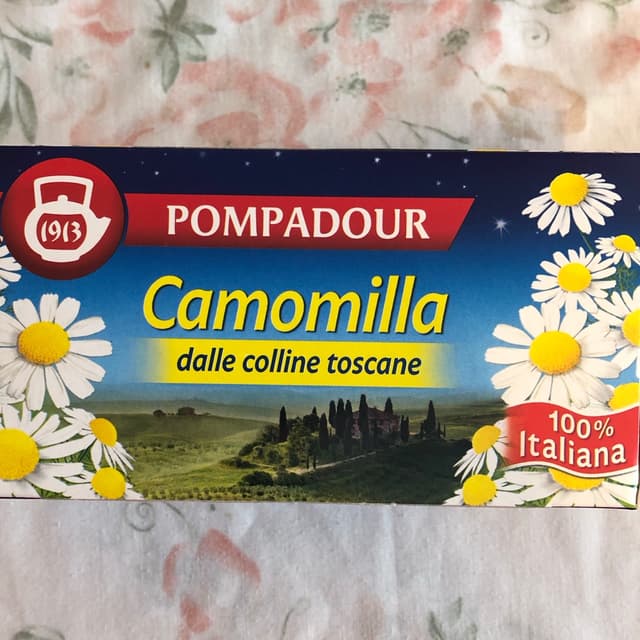 1913
POMPADOUR
Camomilla
dalle colline toscane
100%
Italiana